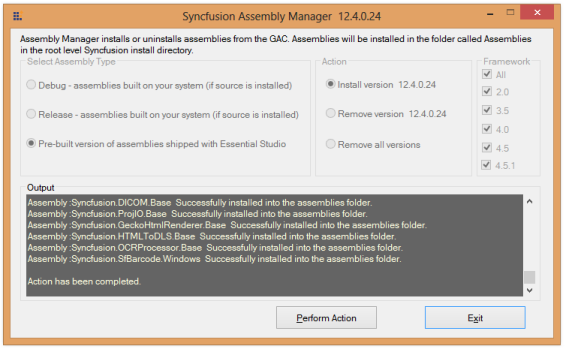 Syncfusion Assembly Manager 12.4.0.24
Assembly Manager installs or uninstalls assemblies from the GAC. Assemblies will be installed in the folder called Assemblies
in the root level Syncfusion install directory.
Select Assembly Type
Debug - assemblies built on your system (if source is installed)
Release - assemblies built on your system (if source is installed)
Pre-built version of assemblies shipped with Essential Studio
Action
Install version 12.4.0.24
Remove version 12.4.0.24
Remove all versions
Framework
All
2.0
3.5
4.0
4.5
4.5.1
Output
Assembly :Syncfusion.DICOM.Base Successfully installed into the assemblies folder.
Assembly :Syncfusion.ProjIO.Base Successfully installed into the assemblies folder.
Assembly :Syncfusion.GeckoHtmlRenderer.Base Successfully installed into the assemblies folder.
Assembly :Syncfusion.HTMLToDLS.Base Successfully installed into the assemblies folder.
Assembly :Syncfusion.OCRProcessor.Base Successfully installed into the assemblies folder.
Assembly :Syncfusion.SfBarcode.Windows Successfully installed into the assemblies folder.
Action has been completed.
Perform Action
Exit